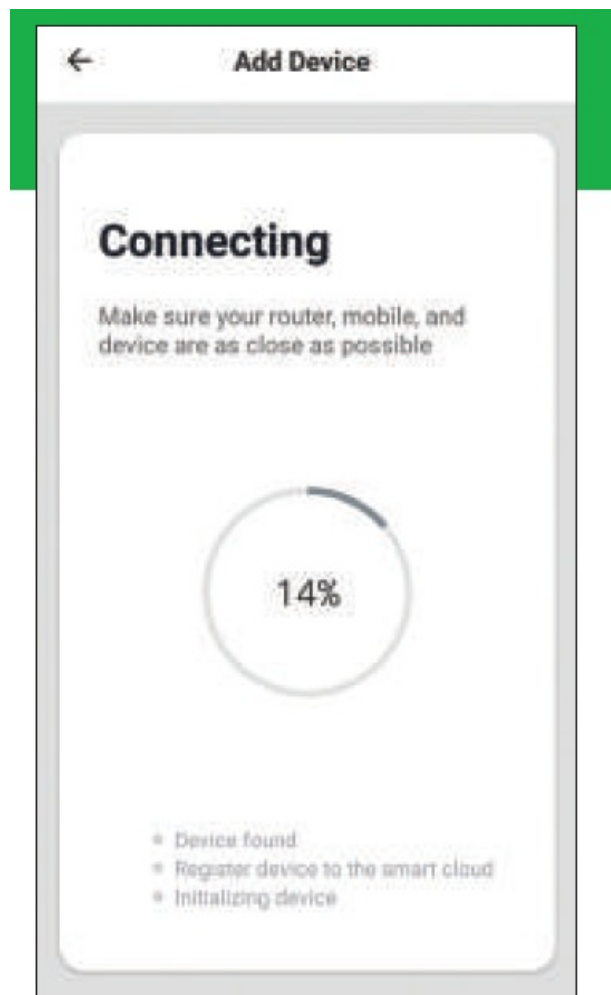 Add Device
Connecting
Make sure your router, mobile, and
device are as close as possible
14%
Device found
Register device to the smart cloud
Initializing device